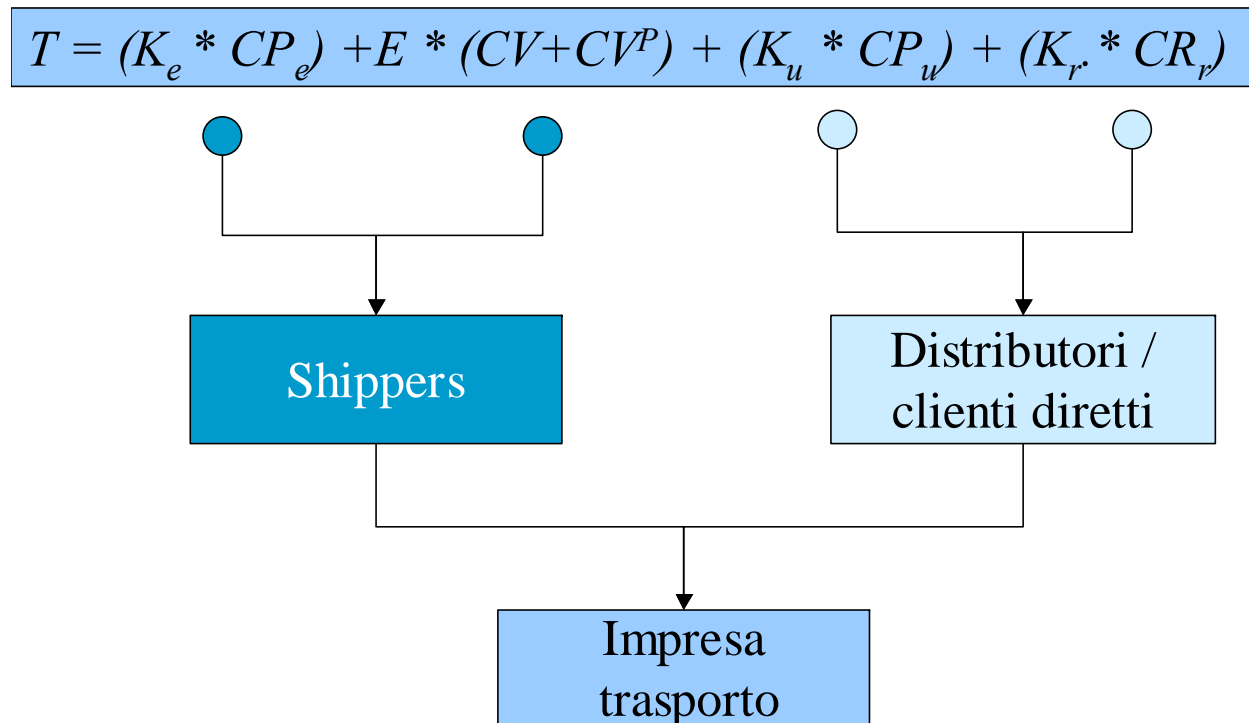 T = (Kₑ * CPₑ) +E * (CV+CVᴾ) + (Kᵤ * CPᵤ) + (Kᵣ.* CRᵣ)
Shippers
Distributori /
clienti diretti
Impresa
trasporto